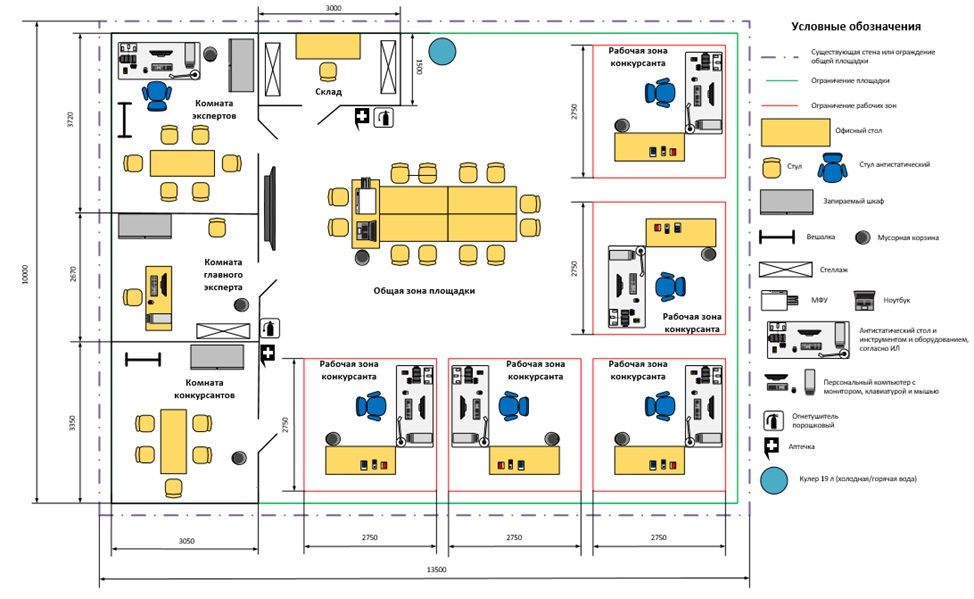 3000
Условные обозначения
Существующая стена или ограждение
общей площадки
Ограничение площадки
Ограничение рабочих зон
Офисный стол
Стул
Стул антистатический
Запираемый шкаф
Вешалка
Мусорная корзина
Стеллаж
МФУ
Ноутбук
Антистатический стол и
инструментом и оборудованием,
согласно ИЛ
Персональный компьютер с
монитором, клавиатурой и мышью
Огнетушитель
порошковый
Аптечка
Кулер 19 л (холодная/горячая вода)
Комната
экспертов
Склад
1500
Рабочая зона
конкурсанта
2750
3720
10000
2670
Комната
главного
эксперта
Общая зона площадки
2750
Рабочая зона
конкурсанта
3350
Комната
конкурсантов
2750
Рабочая зона
конкурсанта
Рабочая зона
конкурсанта
Рабочая зона
конкурсанта
3050
2750
2750
2750
13500